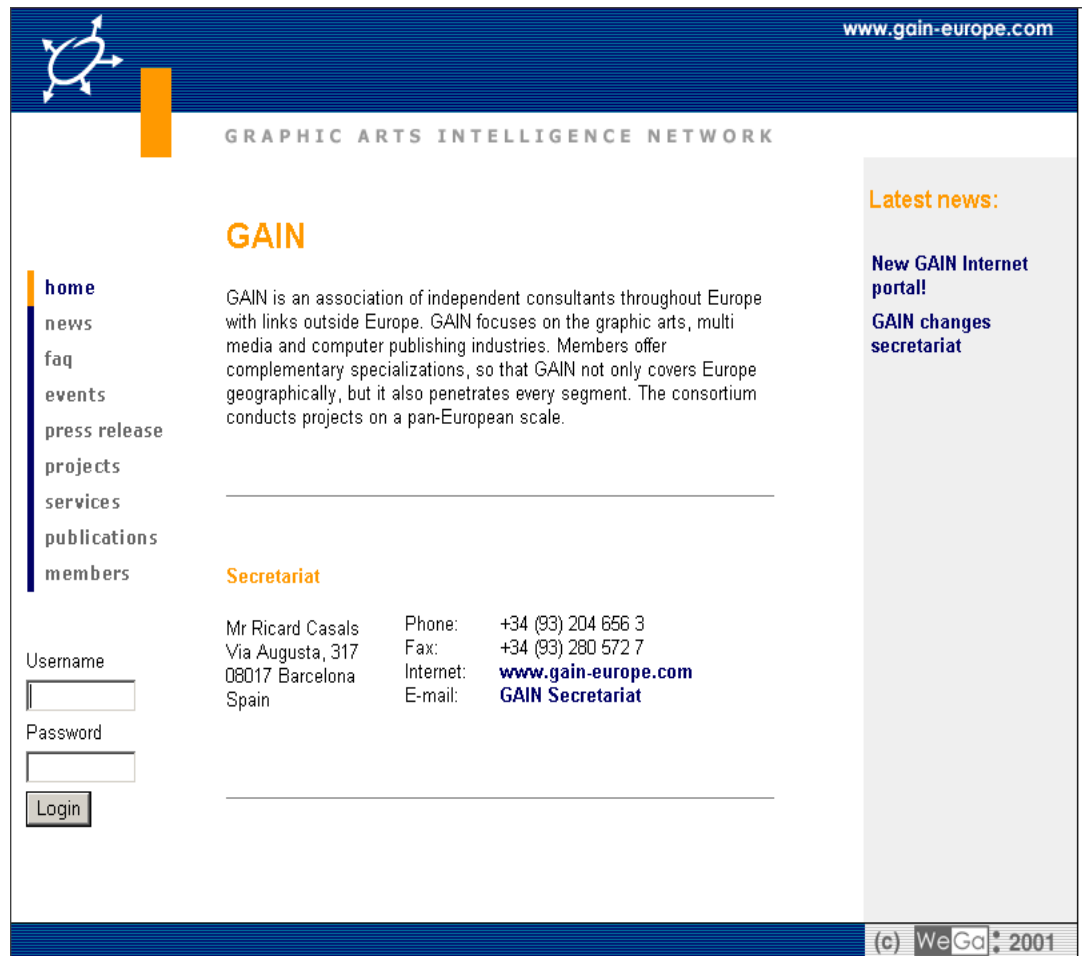 www.gain-europe.com
GRAPHIC ARTS INTELLIGENCE NETWORK
home
news
faq
events
press release
projects
services
publications
members
Username
Password
Login
GAIN
GAIN is an association of independent consultants throughout Europe
with links outside Europe. GAIN focuses on the graphic arts, multi
media and computer publishing industries. Members offer
complementary specializations, so that GAIN not only covers Europe
geographically, but it also penetrates every segment. The consortium
conducts projects on a pan-European scale.
Secretariat
Mr Ricard Casals
Via Augusta, 317
08017 Barcelona
Spain
Phone: +34 (93) 204 656 3
Fax: +34 (93) 280 572 7
Internet: www.gain-europe.com
E-mail: GAIN Secretariat
Latest news:
New GAIN Internet
portal!
GAIN changes
secretariat
(c) WeGa: 2001